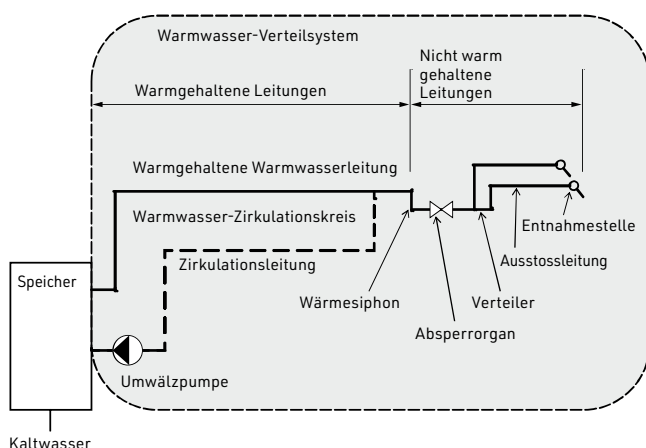 Warmwasser-Verteilsystem
Nicht warm
gehaltene
Leitungen
Warmgehaltene Leitungen
Warmgehaltene Warmwasserleitung
Warmwasser-Zirkulationskreis
Entnahmestelle
Zirkulationsleitung
Ausstossleitung
Speicher
Wärmesiphon
Verteiler
Absperrorgan
Umwälzpumpe
Kaltwasser